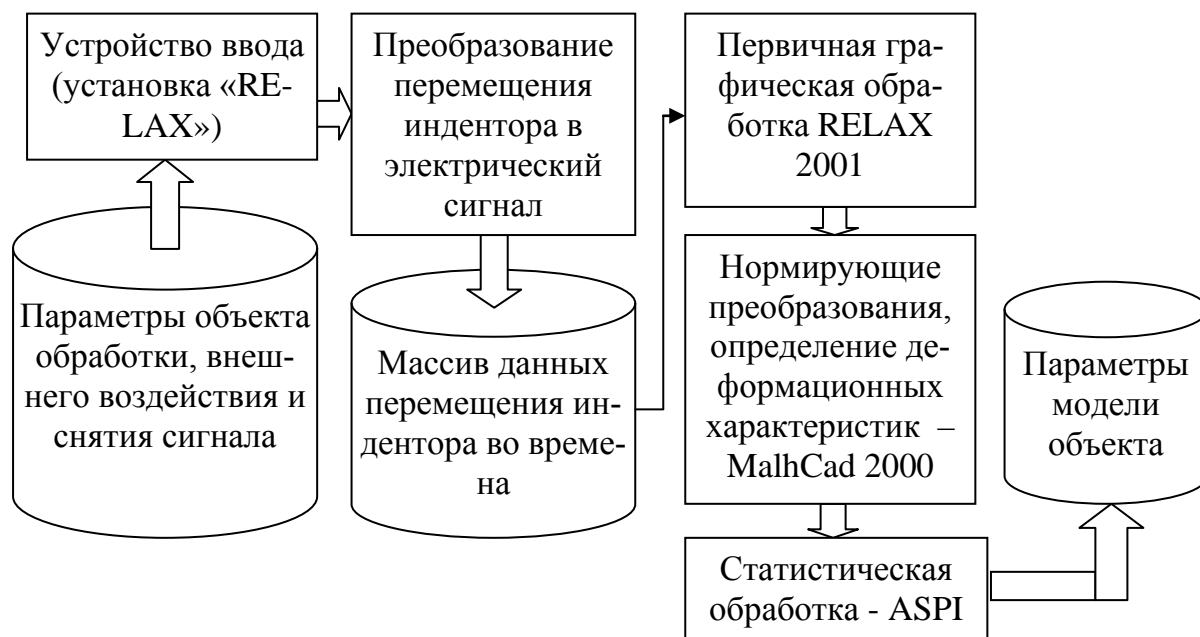 Устройство ввода
(установка «RE-
LAX»)
Преобразование
перемещения
индентора в
электрический
сигнал
Первичная гра-
фическая обра-
ботка RELAX
2001
Параметры объекта
обработки, внеш-
него воздействия и
снятия сигнала
Массив данных
перемещения ин-
дентора во време-
на
Нормирующие
преобразования,
определение де-
формационных
характеристик –
MalhCad 2000
Статистическая
обработка - ASPI
Параметры
модели
объекта